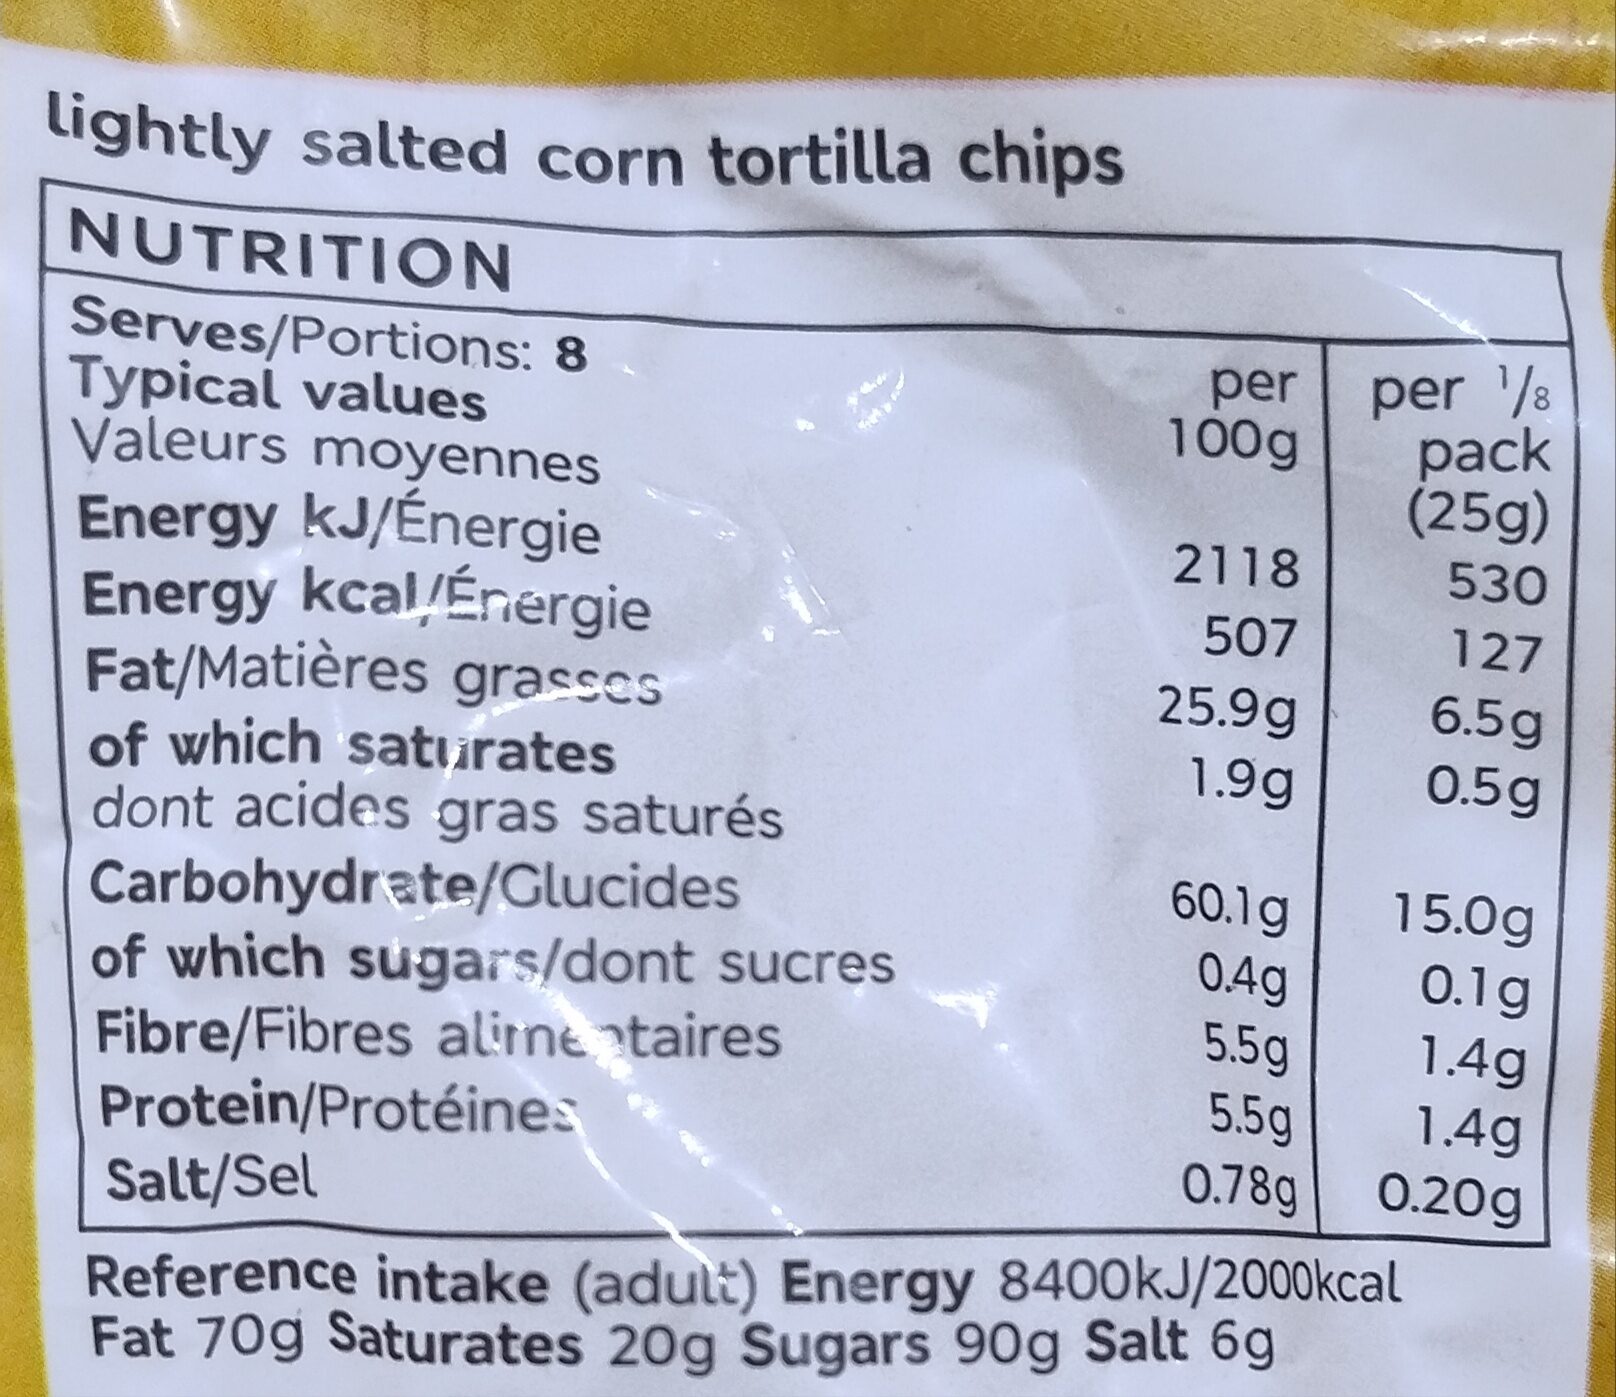 lightly salted corn tortilla chips
NUTRITION
Serves/Portions: 8
Typical values per 100g per 1/8 pack (25g)
Valeurs moyennes
Energy kJ/Énergie 2118 530
Energy kcal/Énergie 507 127
Fat/Matières grasses 25.9g 6.5g
of which saturates 1.9g 0.5g
dont acides gras saturés
Carbohydrate/Glucides 60.1g 15.0g
of which sugars/dont sucres 0.4g 0.1g
Fibre/Fibres alimentaires 5.5g 1.4g
Protein/Protéines 5.5g 1.4g
Salt/Sel 0.78g 0.20g
Reference intake (adult) Energy 8400kJ/2000kcal
Fat 70g Saturates 20g Sugars 90g Salt 6g